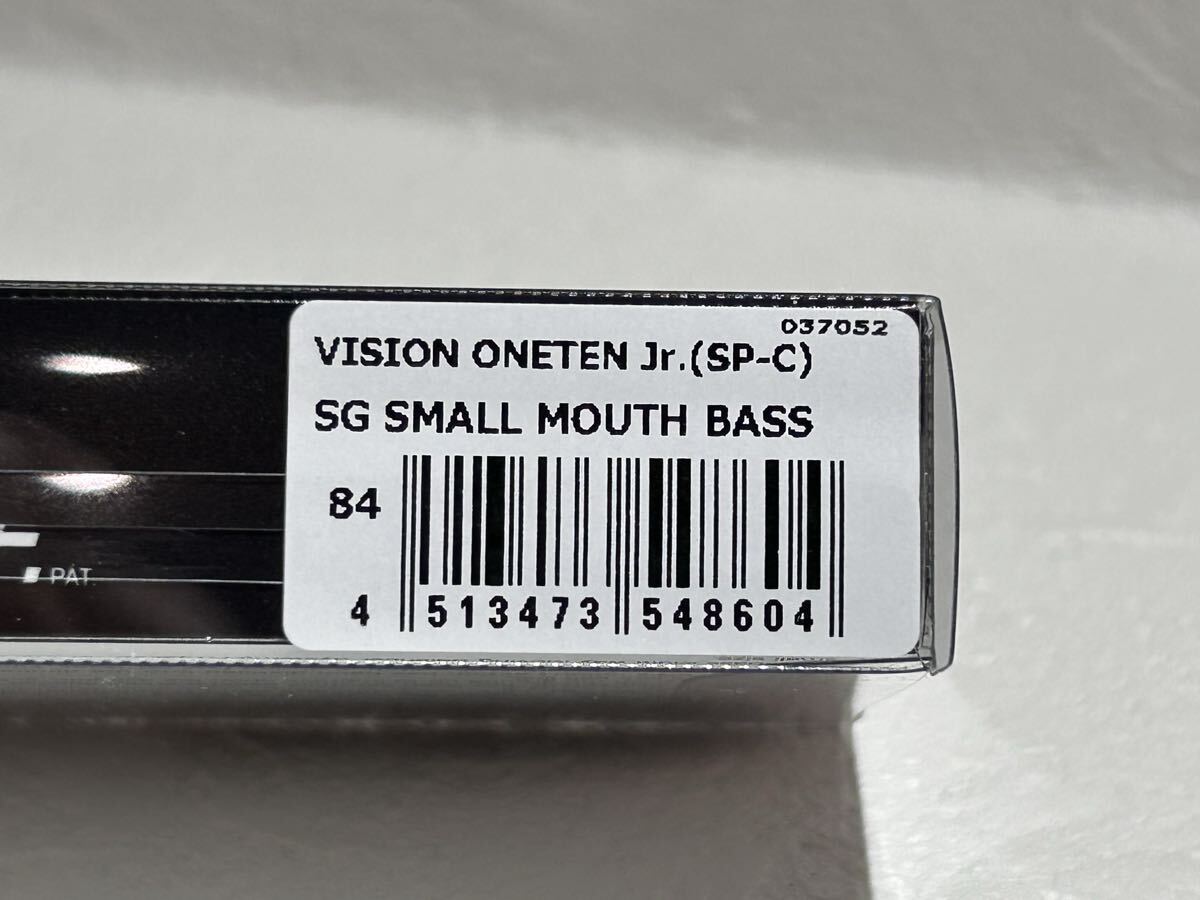 037052
VISION ONETEN Jr.(SP-C)
SG SMALL MOUTH BASS
84
4 513473 548604
PAT.